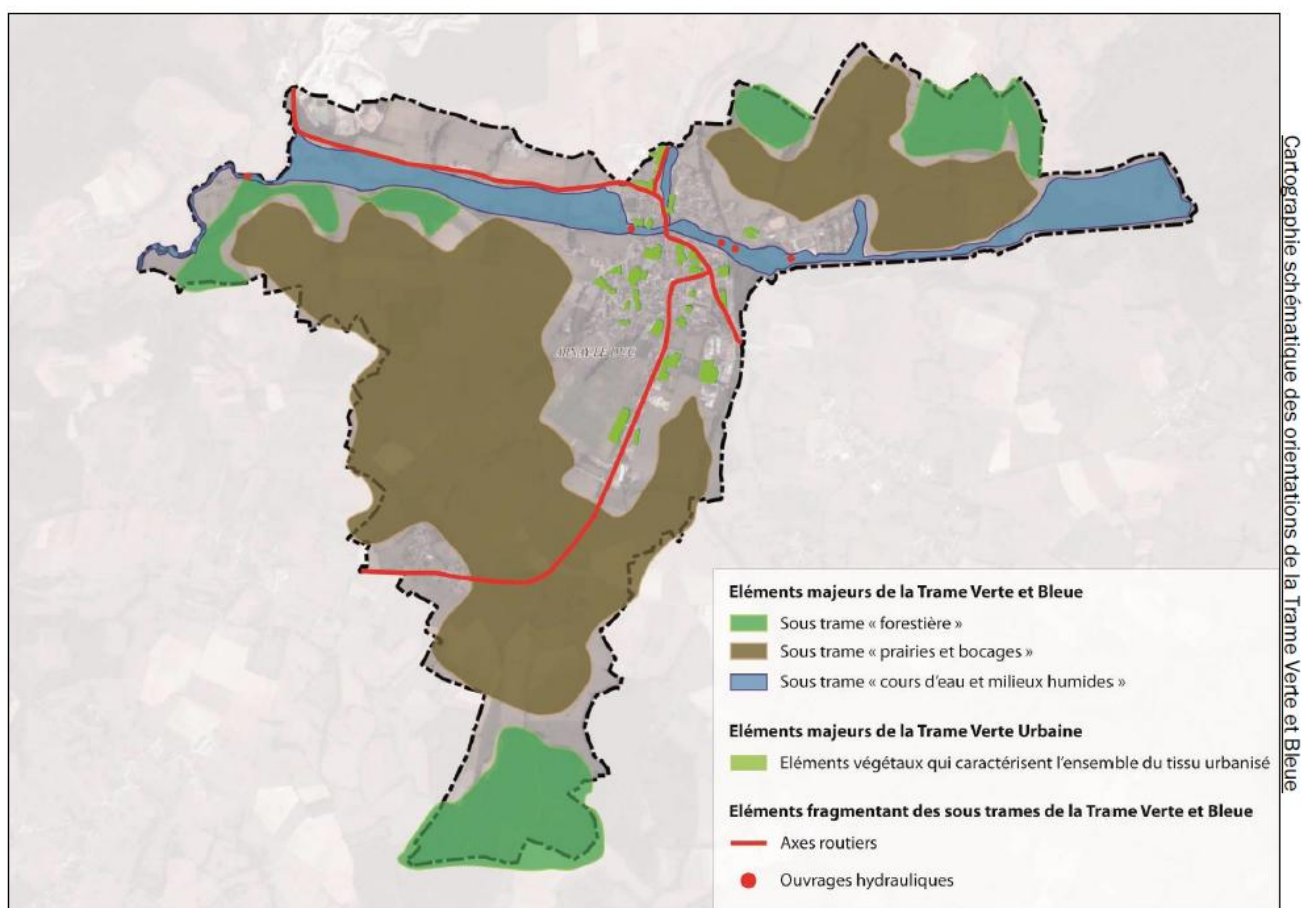 Cartographie schématique des orientations de la Trame Verte et Bleue
ARNAY-LE-DUC
Eléments majeurs de la Trame Verte et Bleue
Sous trame « forestière »
Sous trame « prairies et bocages »
Sous trame « cours d'eau et milieux humides »
Eléments majeurs de la Trame Verte Urbaine
Eléments végétaux qui caractérisent l'ensemble du tissu urbanisé
Eléments fragmentant des sous trames de la Trame Verte et Bleue
Axes routiers
Ouvrages hydrauliques